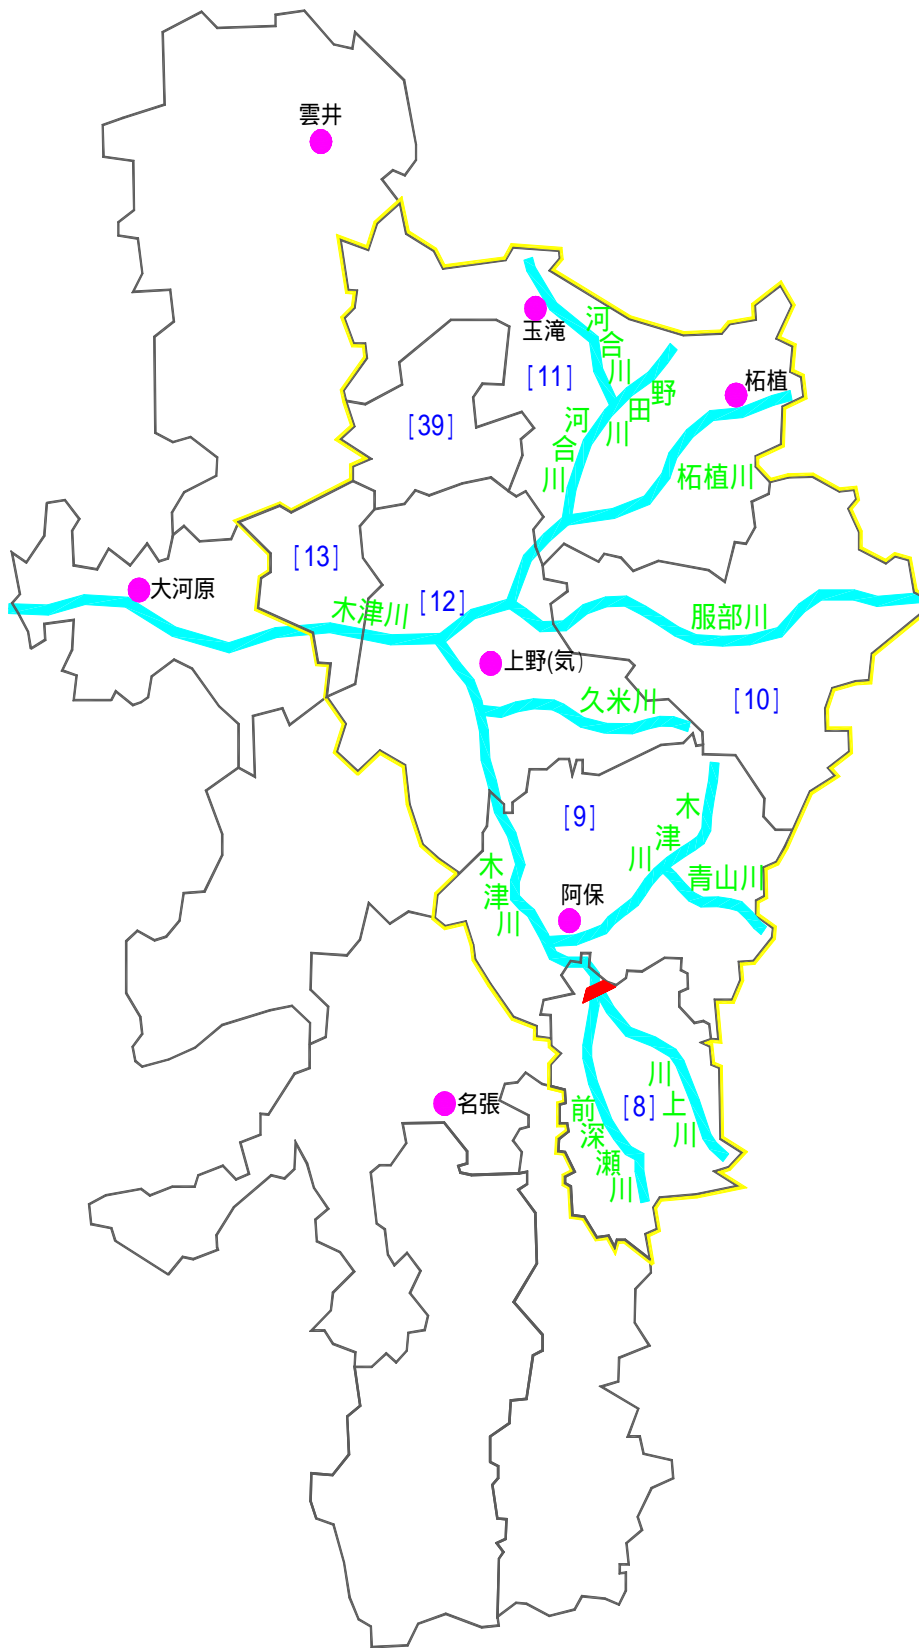 雲井
玉滝
河合川
[11]
野田川
柘植
[39]
河合川
柘植川
[13]
大河原
木津川
[12]
服部川
上野(気)
久米川
[10]
[9]
木津川
木津川
青山川
阿保
名張
前深瀬川
[8]
川上川